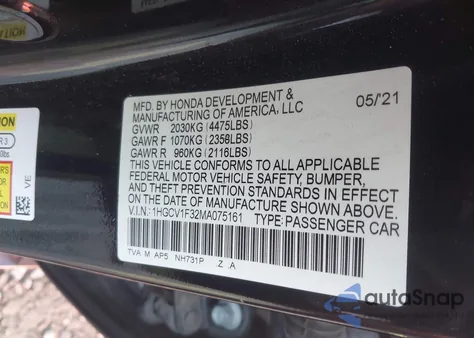 MFD. BY HONDA DEVELOPMENT &
MANUFACTURING OF AMERICA, LLC
05/'21
GVWR 2030KG (4475LBS)
GAWR F 1070KG (2358LBS)
GAWR R 960KG (2116LBS)
THIS VEHICLE CONFORMS TO ALL APPLICABLE
FEDERAL MOTOR VEHICLE SAFETY, BUMPER,
AND THEFT PREVENTION STANDARDS IN EFFECT
ON THE DATE OF MANUFACTURE SHOWN ABOVE.
V.I.N.: 1HGCV1F32MA075161 TYPE: PASSENGER CAR
TVA M AP5 NH731P .Z .A
VE
autoSnap